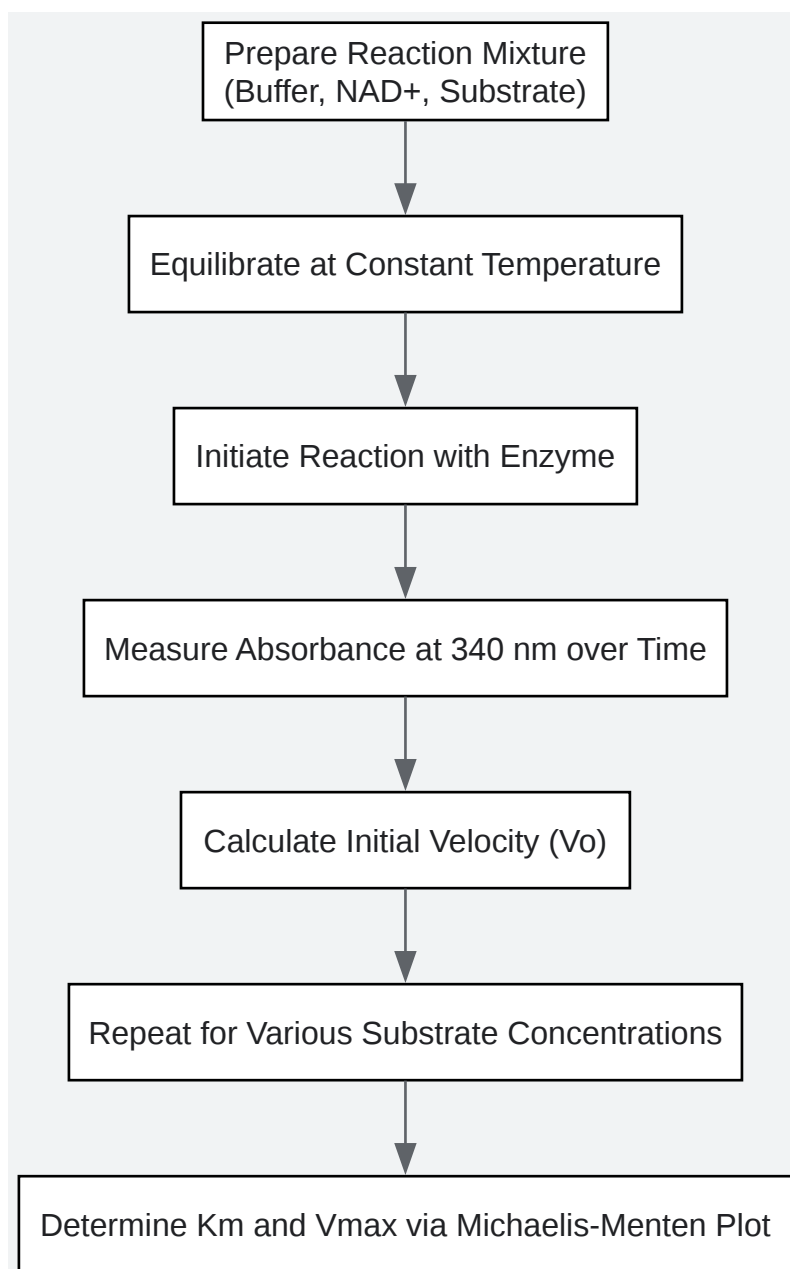 Prepare Reaction Mixture
(Buffer, NAD+, Substrate)
Equilibrate at Constant Temperature
Initiate Reaction with Enzyme
Measure Absorbance at 340 nm over Time
Calculate Initial Velocity (Vo)
Repeat for Various Substrate Concentrations
Determine Km and Vmax via Michaelis-Menten Plot